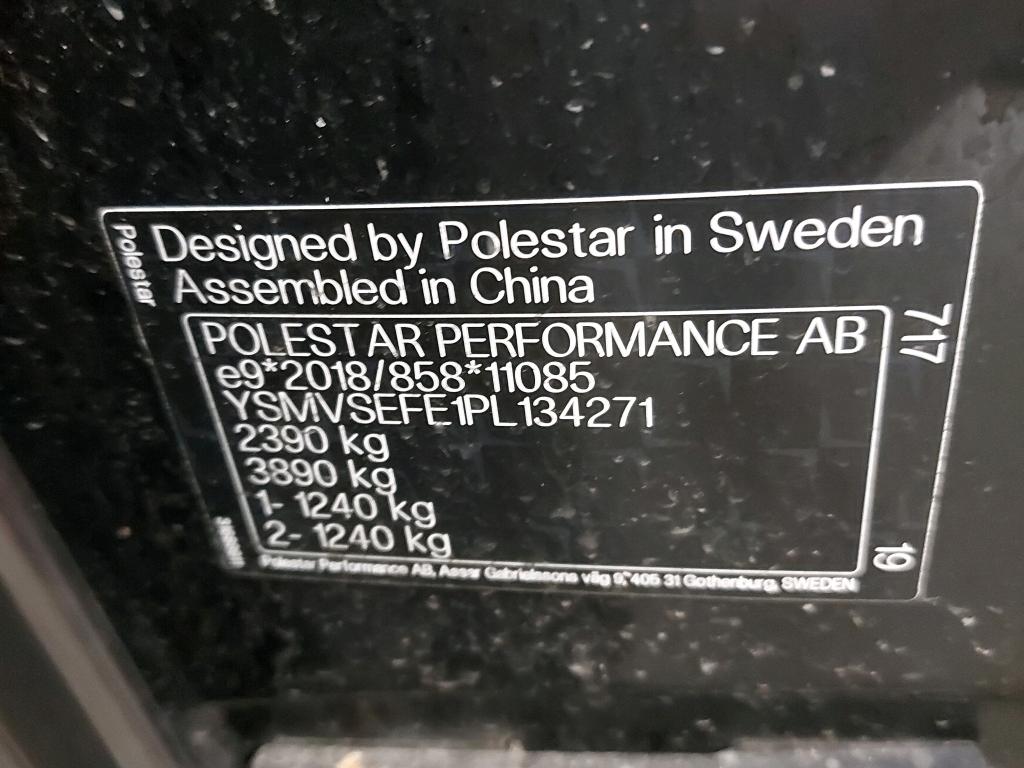 Polestar
Designed by Polestar in Sweden
Assembled in China
POLESTAR PERFORMANCE AB
e9*2018/858*11085
YSMVSEFE1PL134271
2390 kg
3890 kg
1- 1240 kg
2- 1240 kg
Polestar Performance AB, Assar Gabrielssons väg 9, 405 31 Gothenburg, SWEDEN
717
19